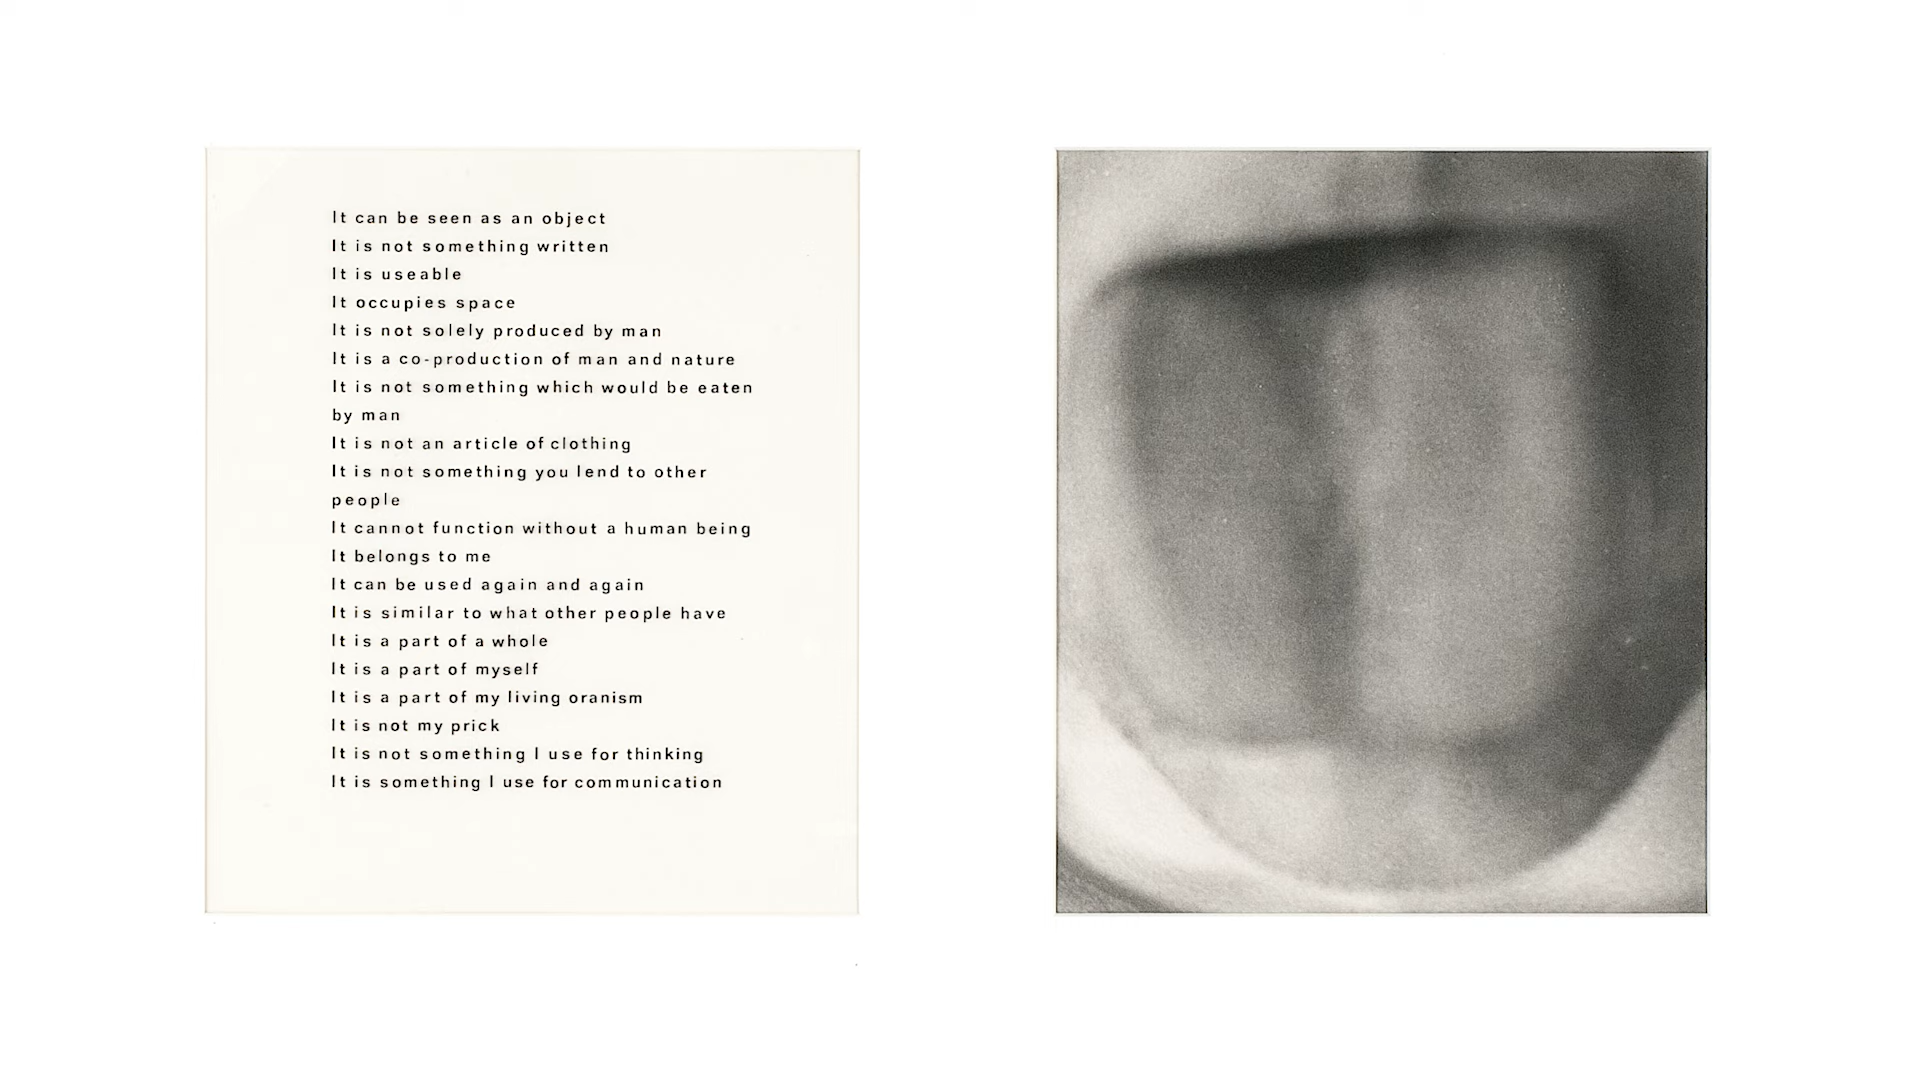 It can be seen as an object
It is not something written
It is useable
It occupies space
It is not solely produced by man
It is a co-production of man and nature
It is not something which would be eaten
by man
It is not an article of clothing
It is not something you lend to other
people
It cannot function without a human being
It belongs to me
It can be used again and again
It is similar to what other people have
It is a part of a whole
It is a part of myself
It is a part of my living oranism
It is not my prick
It is not something I use for thinking
It is something I use for communication